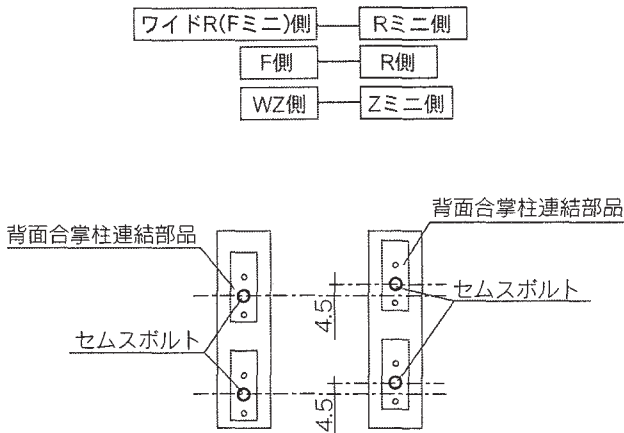 ワイドR(Fミニ)側 Rミニ側
F側 R側
WZ側 Zミニ側
背面合掌柱連結部品
背面合掌柱連結部品
セムスボルト
4.5
セムスボルト
4.5